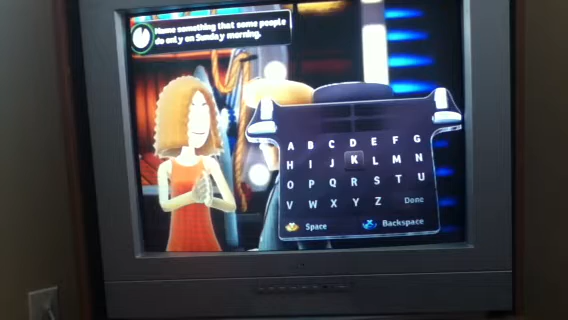 Name something that some people
do only on Sunday morning.
A B C D E F G
H I J K L M N
O P Q R S T U
V W X Y Z Done
Space Backspace